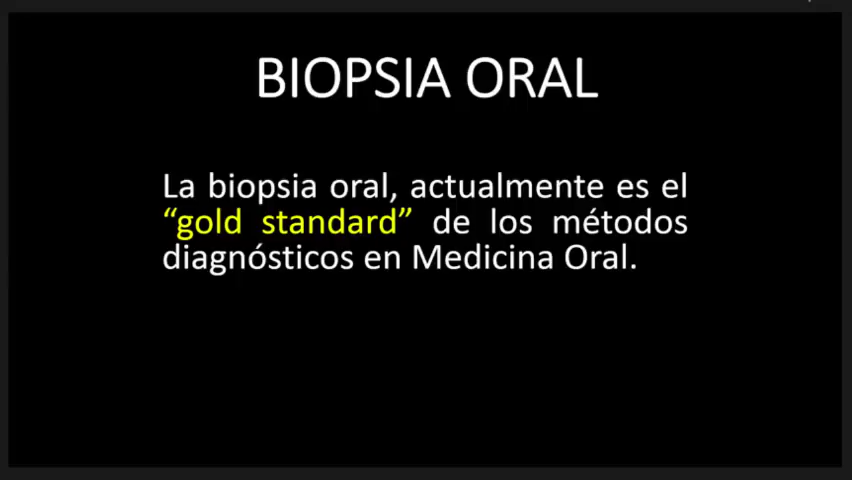 BIOPSIA ORAL
La biopsia oral, actualmente es el
“gold standard” de los métodos
diagnósticos en Medicina Oral.